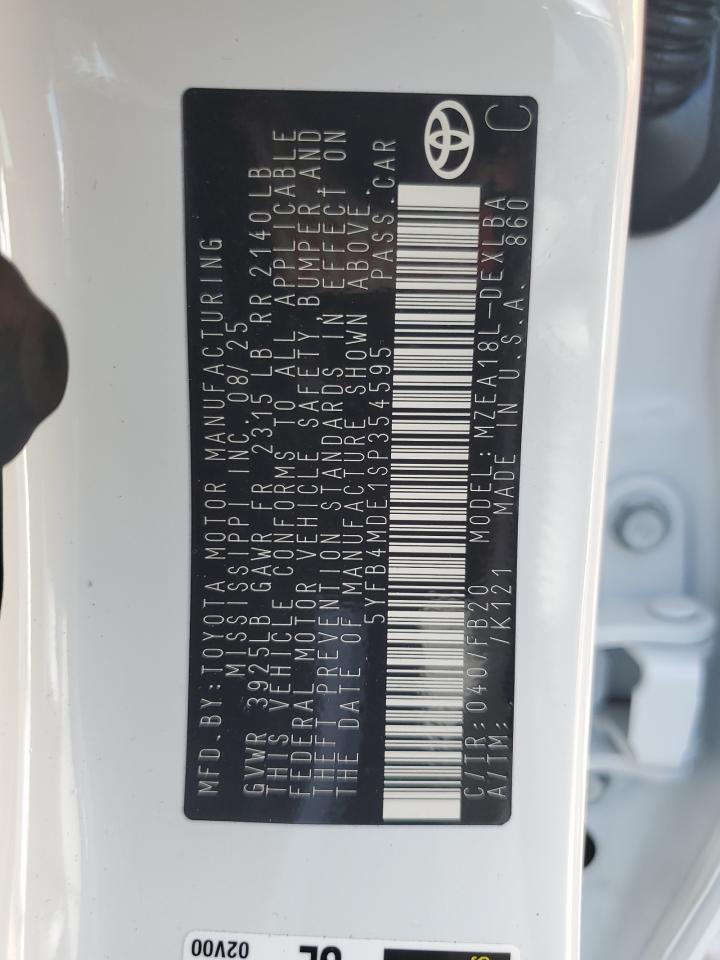 MFD.BY:TOYOTA MOTOR MANUFACTURING
MISSISSIPPI INC. 08/25
GVWR 3925LB GAWR FR 2315 LB RR 2140LB
THIS VEHICLE CONFORMS TO ALL APPLICABLE
FEDERAL MOTOR VEHICLE SAFETY, BUMPER, AND
THEFT PREVENTION STANDARDS IN EFFECT ON
THE DATE OF MANUFACTURE SHOWN ABOVE.
5YFB4MDE1SP354595 PASS.CAR
C/TR:040/FB20 MODEL:MZEA18L-DEXLBA
A/TM: /K121 MADE IN U.S.A. 860
C
02V00